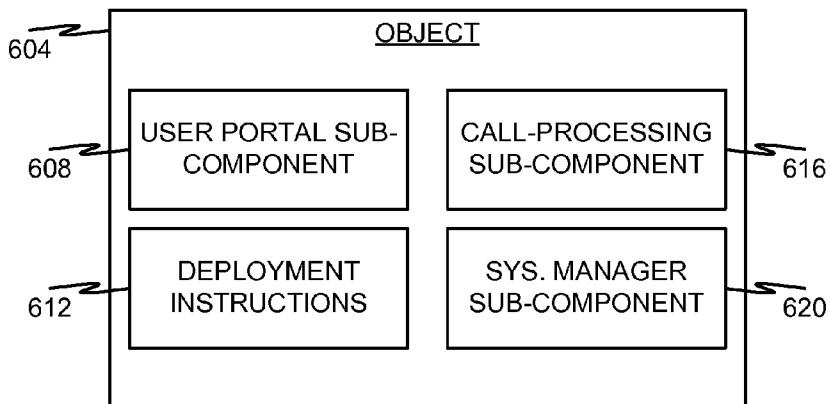 604
OBJECT
USER PORTAL SUB-
COMPONENT
608
CALL-PROCESSING
SUB-COMPONENT
616
DEPLOYMENT
INSTRUCTIONS
612
SYS. MANAGER
SUB-COMPONENT
620